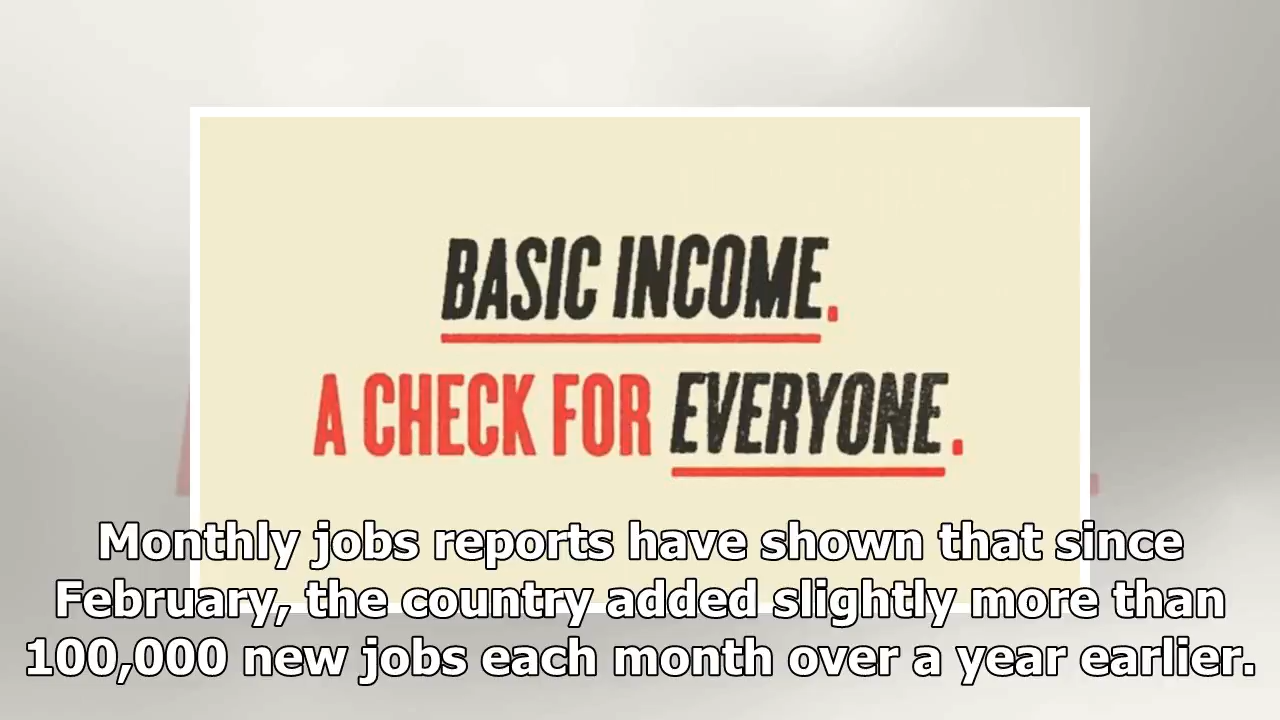 BASIC INCOME.
A CHECK FOR EVERYONE.
Monthly jobs reports have shown that since
February, the country added slightly more than
100,000 new jobs each month over a year earlier.